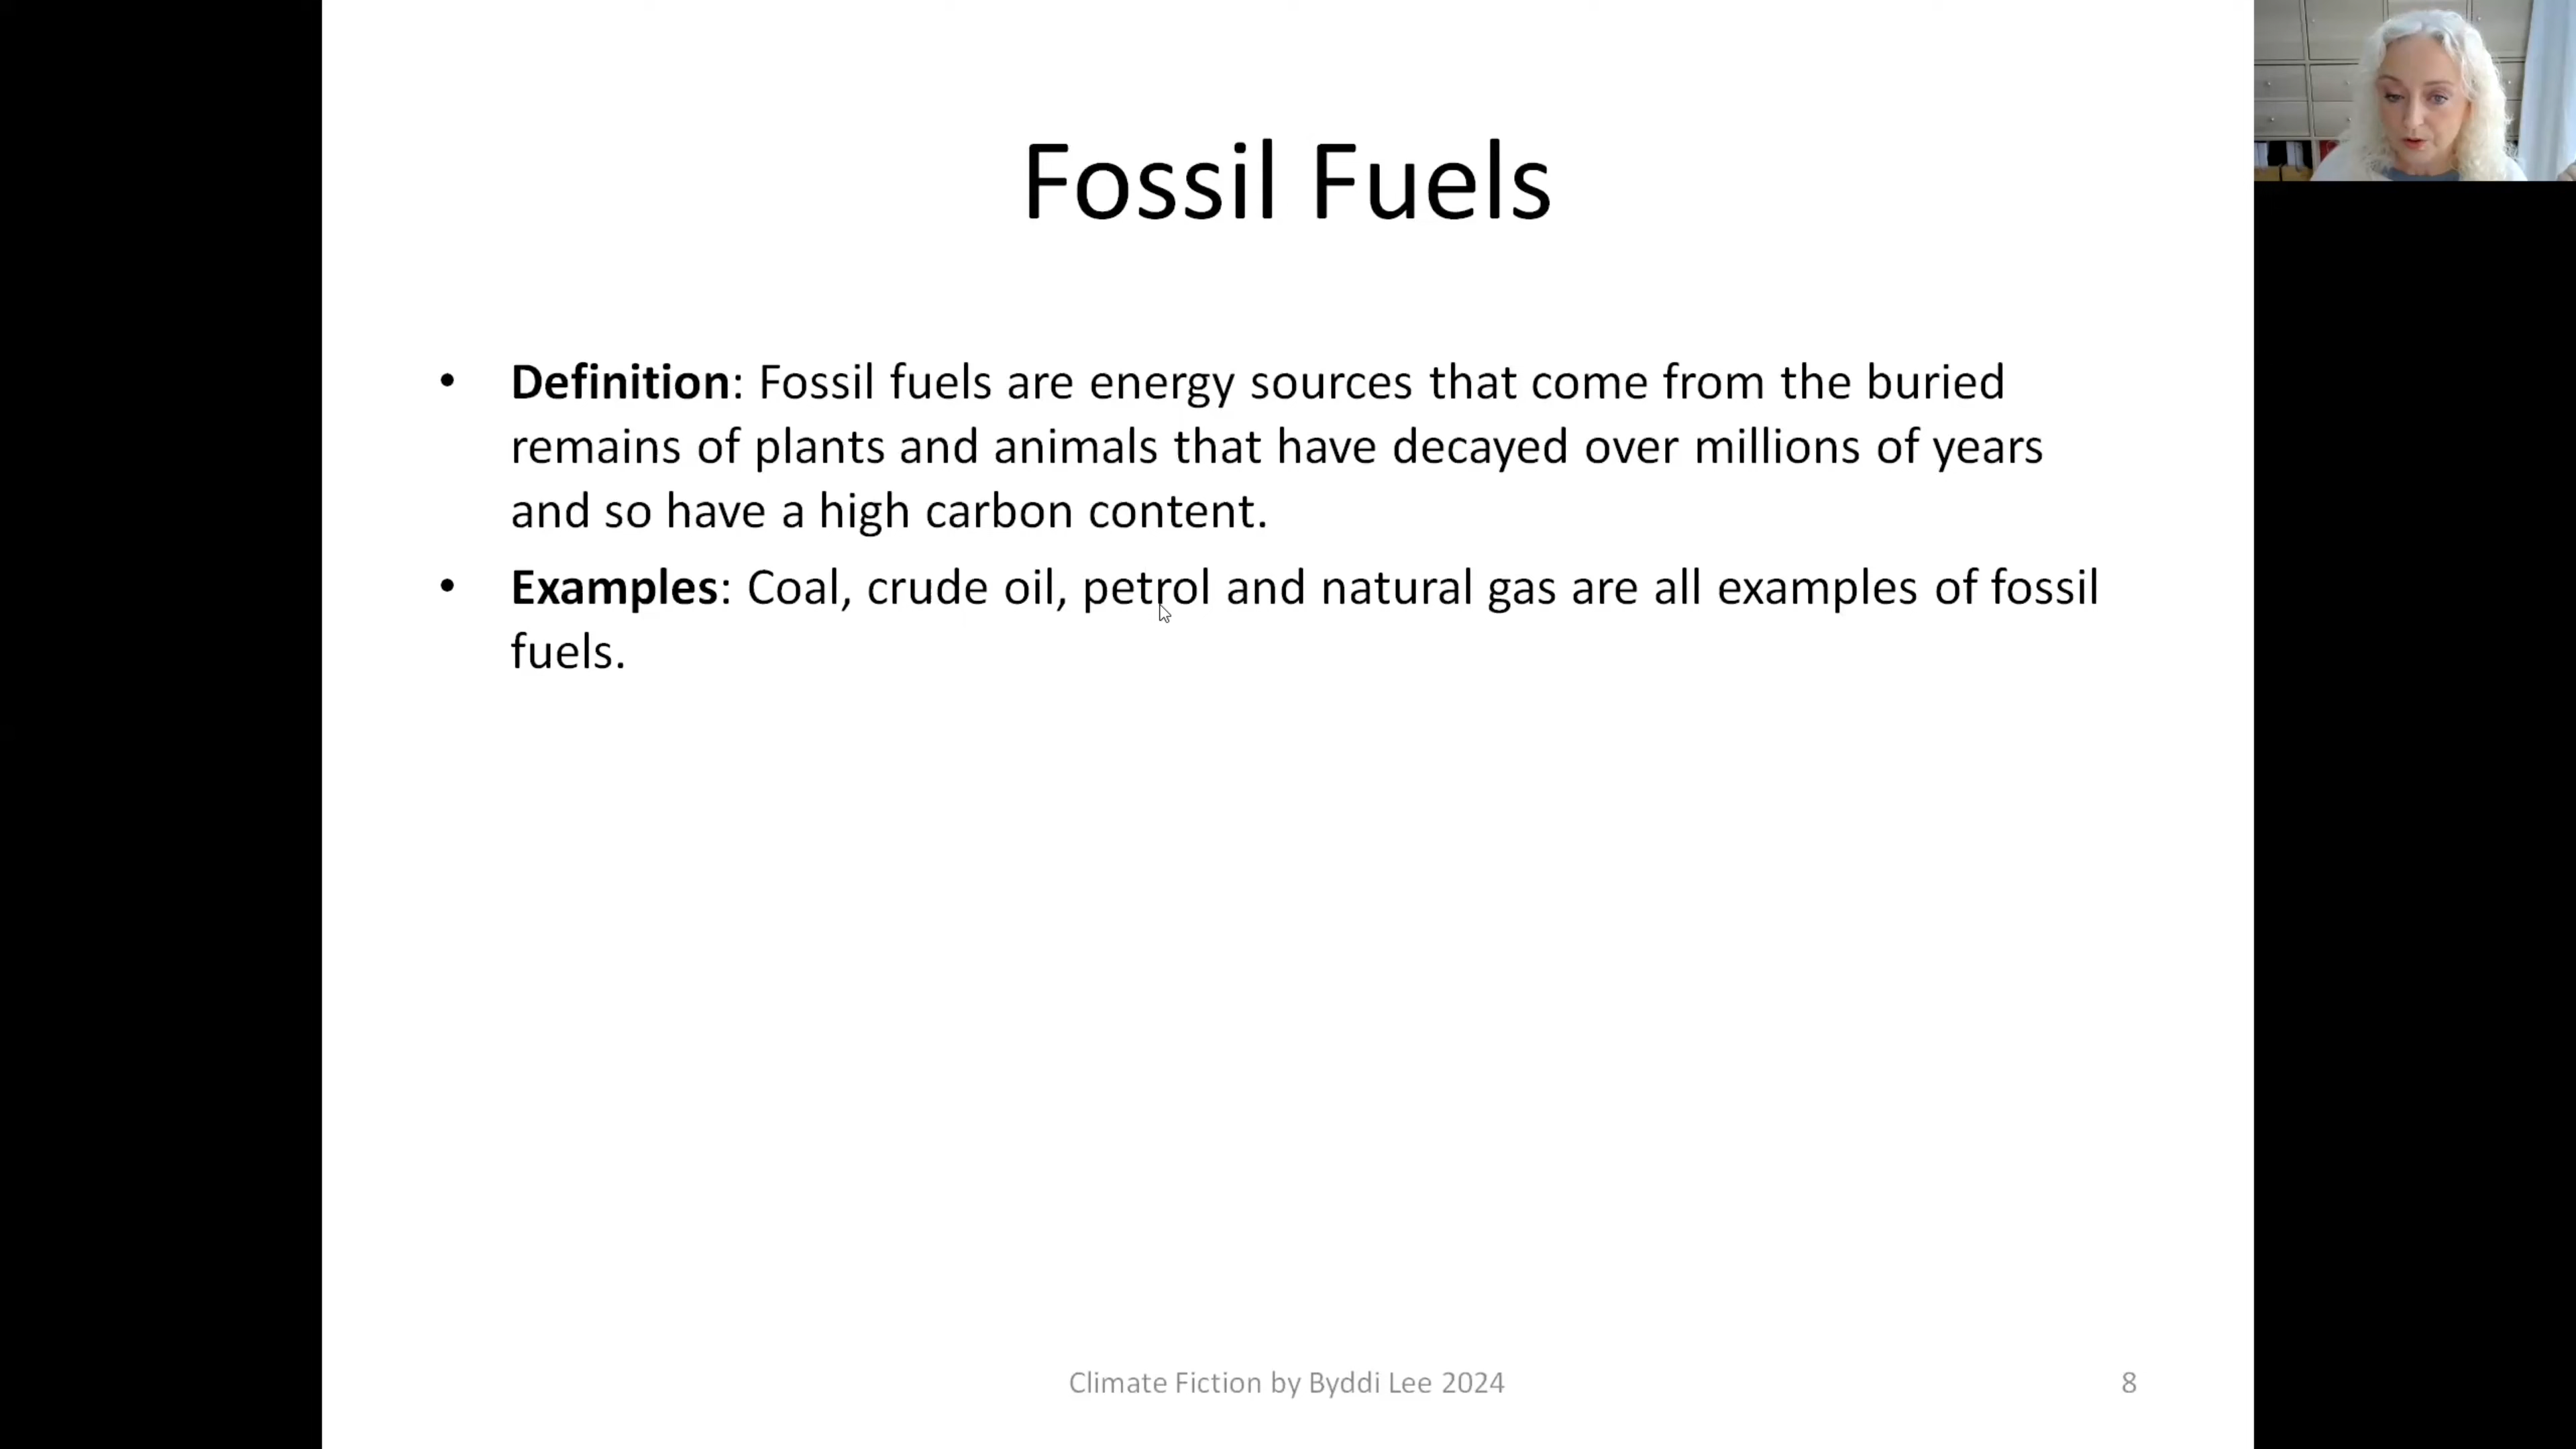 Fossil Fuels
• Definition: Fossil fuels are energy sources that come from the buried
remains of plants and animals that have decayed over millions of years
and so have a high carbon content.
• Examples: Coal, crude oil, petrol and natural gas are all examples of fossil
fuels.
Climate Fiction by Byddi Lee 2024
8